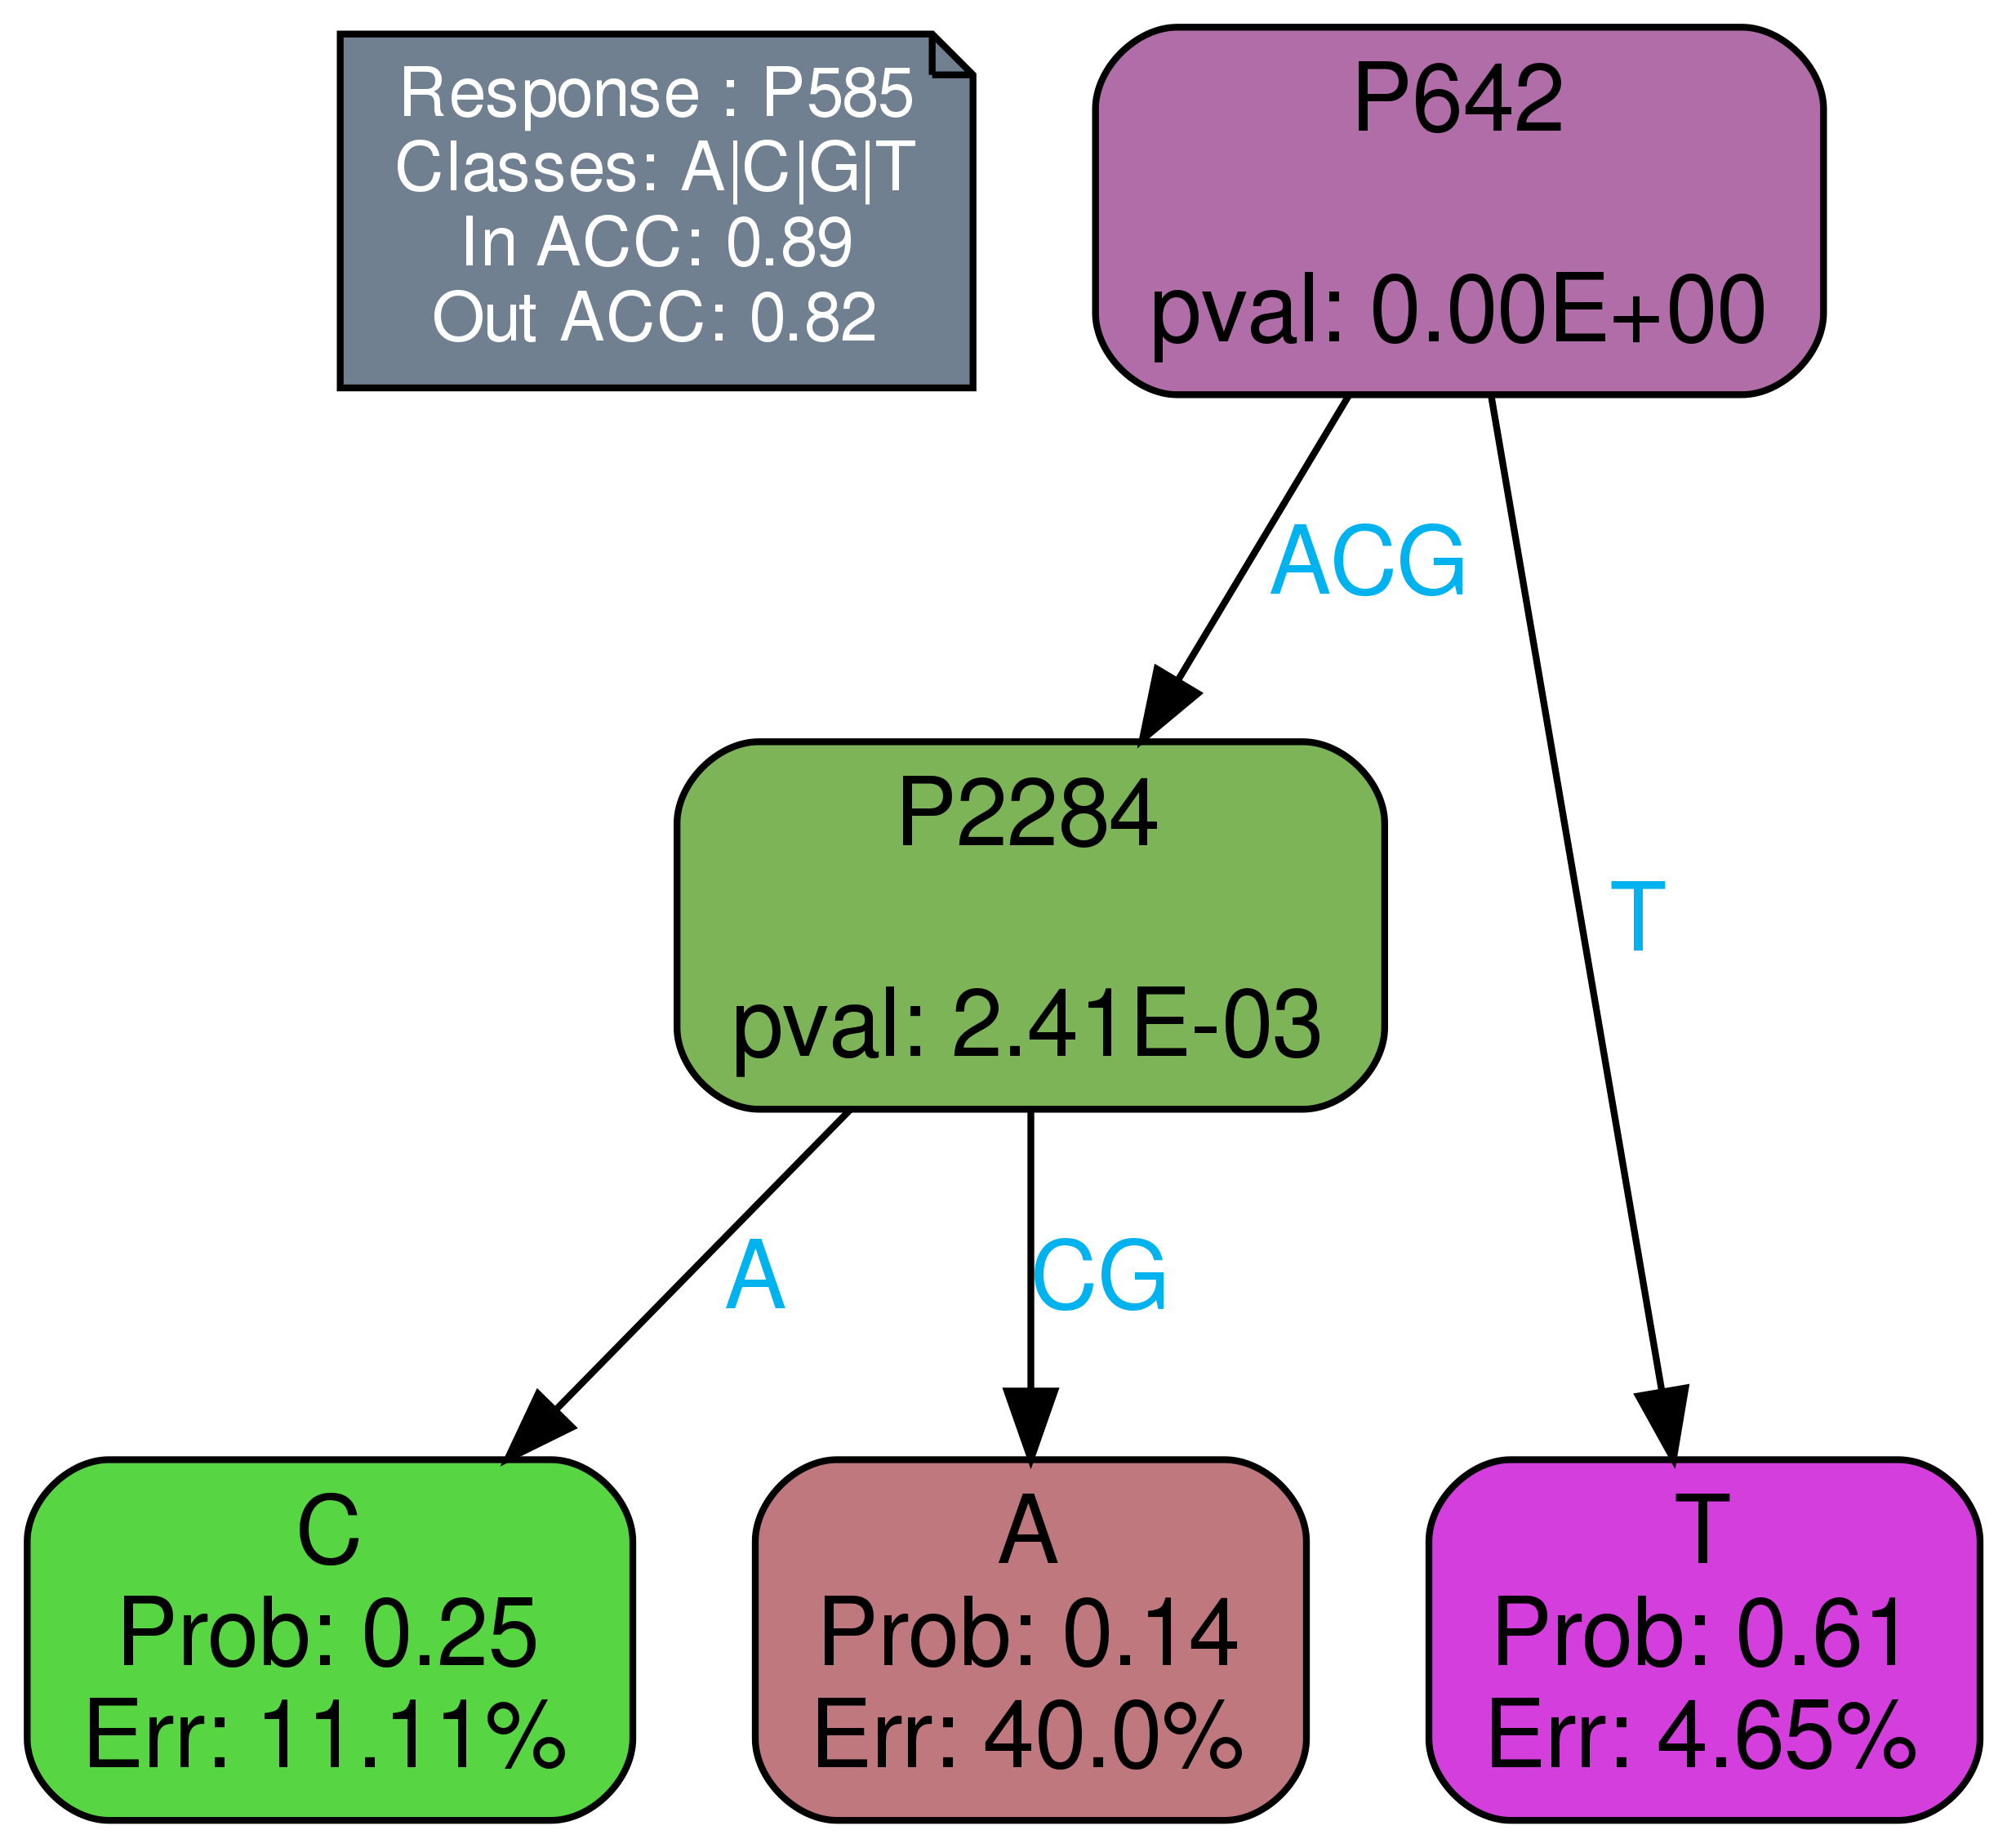 Response : P585
Classes: A|C|G|T
In ACC: 0.89
Out ACC: 0.82
P642
pval: 0.00E+00
ACG
T
P2284
pval: 2.41E-03
A
CG
C
Prob: 0.25
Err: 11.11%
A
Prob: 0.14
Err: 40.0%
T
Prob: 0.61
Err: 4.65%